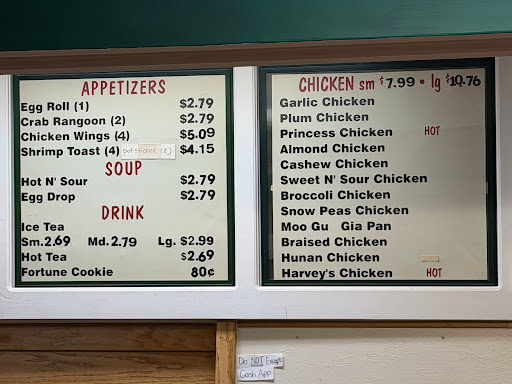 APPETIZERS
Egg Roll (1) $2.79
Crab Rangoon (2) $2.79
Chicken Wings (4) $5.09
Shrimp Toast (4) pot sticker (8) $4.15
SOUP
Hot N' Sour $2.79
Egg Drop $2.79
DRINK
Ice Tea
Sm. 2.69 Md. 2.79 Lg. $2.99
Hot Tea $2.69
Fortune Cookie 80¢
CHICKEN sm $7.99 • lg $10.76
Garlic Chicken
Plum Chicken
Princess Chicken HOT
Almond Chicken
Cashew Chicken
Sweet N' Sour Chicken
Broccoli Chicken
Snow Peas Chicken
Moo Gu Gia Pan
Braised Chicken
Hunan Chicken
Harvey's Chicken HOT
Do NOT Except
Cash App